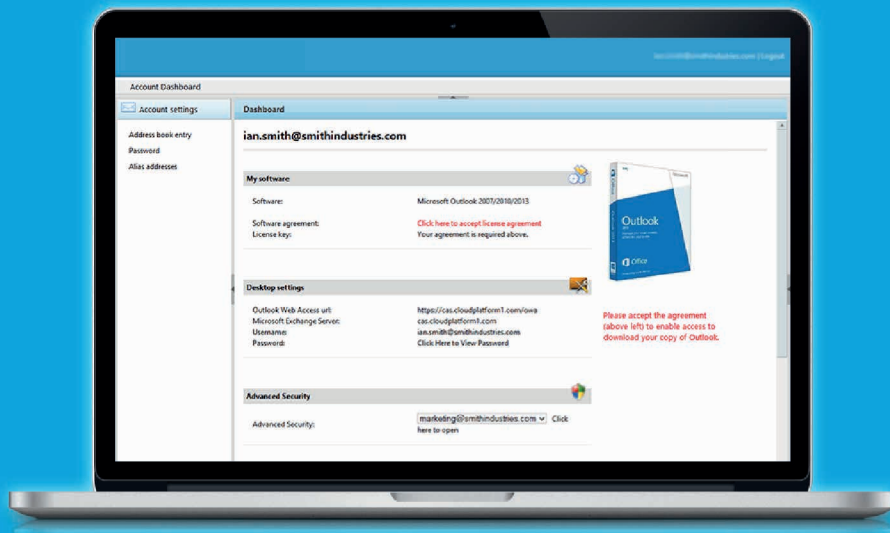 | Logout
Account Dashboard
Account settings
Dashboard
Address book entry
Password
Alias addresses
ian.smith@smithindustries.com
My software
Software:
Microsoft Outlook 2007/2010/2013
Software agreement:
Click here to accept license agreement
License key:
Your agreement is required above.
Microsoft
Outlook
Office
Desktop settings
Outlook Web Access url:
https://cas.cloudplatform1.com/owa
Microsoft Exchange Server:
cas.cloudplatform1.com
Username:
ian.smith@smithindustries.com
Password:
Click Here to View Password
Please accept the agreement
(above left) to enable access to
download your copy of Outlook.
Advanced Security
Advanced Security:
marketing@smithindustries.com Click
here to open